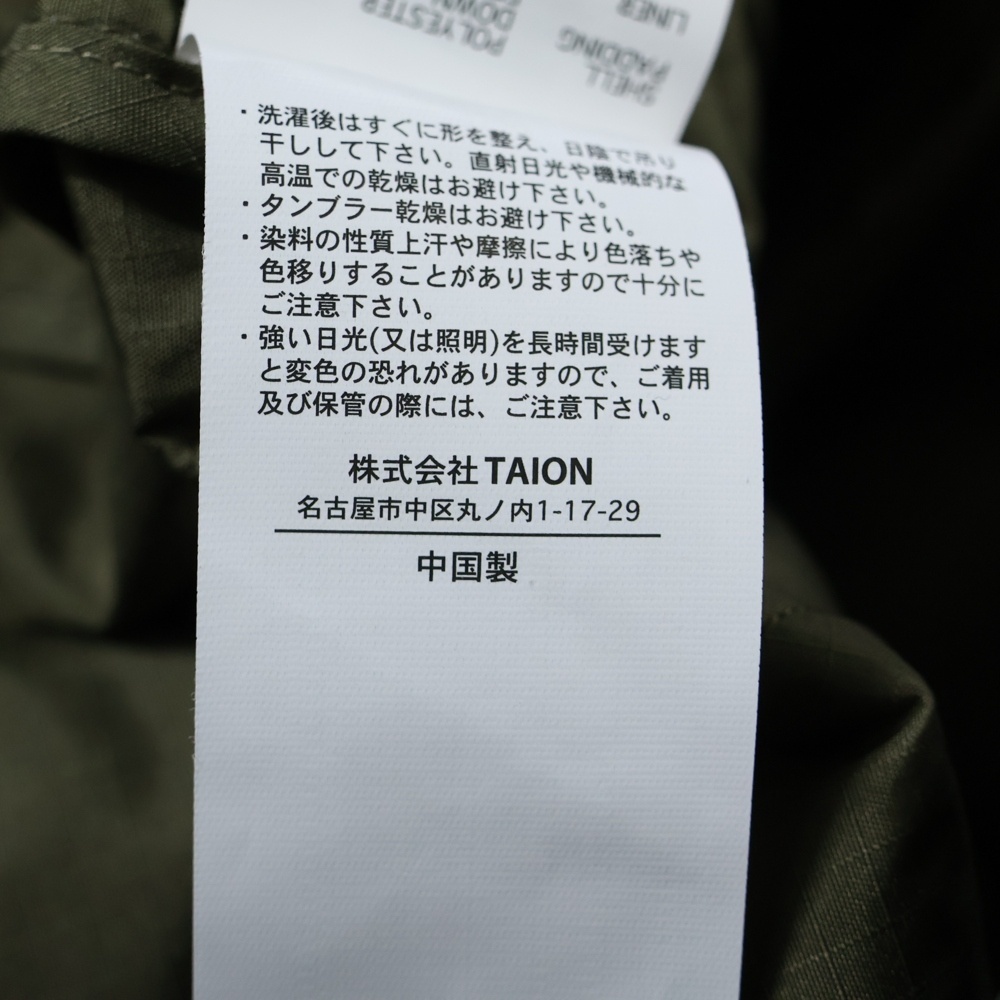 POLYESTER
DOWN
SHELL
PADDING
LINER
・洗濯後はすぐに形を整え、日陰で吊り
干しして下さい。直射日光や機械的な
高温での乾燥はお避け下さい。
・タンブラー乾燥はお避け下さい。
・染料の性質上汗や摩擦により色落ちや
色移りすることがありますので十分に
ご注意下さい。
・強い日光(又は照明)を長時間受けます
と変色の恐れがありますので、ご着用
及び保管の際には、ご注意下さい。
株式会社 TAION
名古屋市中区丸ノ内1-17-29
中国製